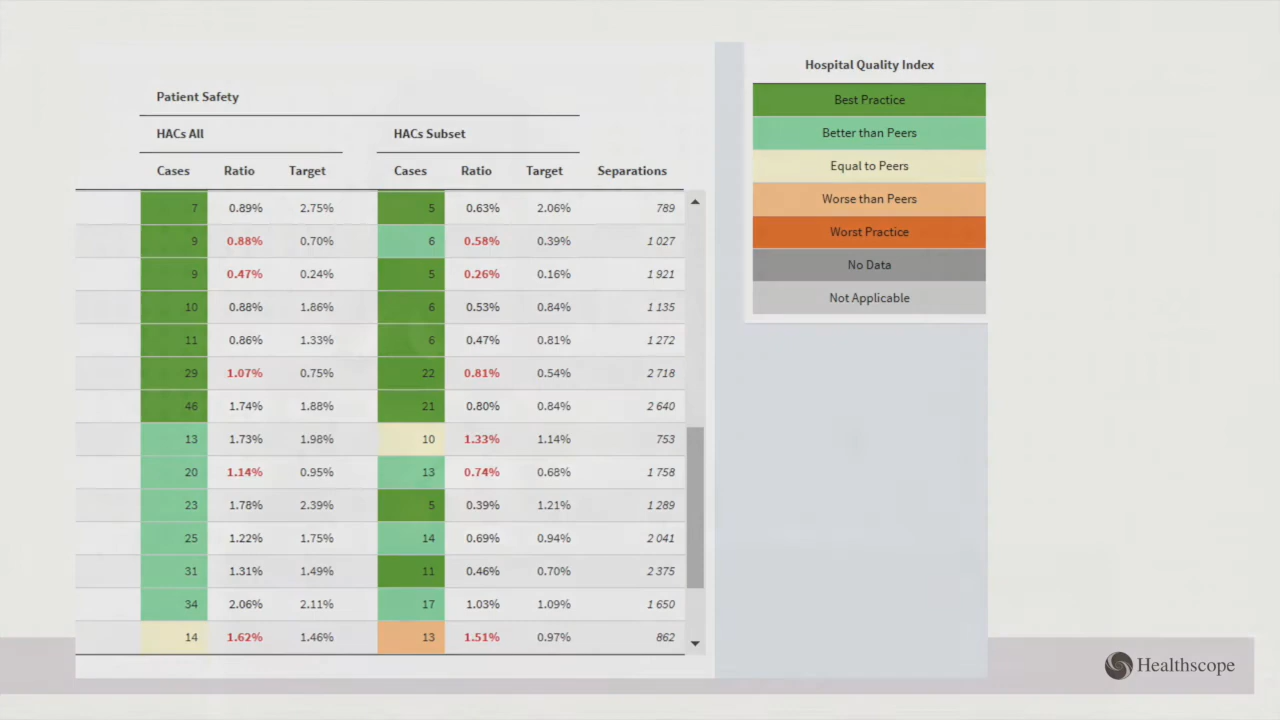 Patient Safety
HACs All HACs Subset
Cases Ratio Target Cases Ratio Target Separations
7 0.89% 2.75% 5 0.63% 2.06% 789
9 0.88% 0.70% 6 0.58% 0.39% 1 027
9 0.47% 0.24% 5 0.26% 0.16% 1 921
10 0.88% 1.86% 6 0.53% 0.84% 1 135
11 0.86% 1.33% 6 0.47% 0.81% 1 272
29 1.07% 0.75% 22 0.81% 0.54% 2 718
46 1.74% 1.88% 21 0.80% 0.84% 2 640
13 1.73% 1.98% 10 1.33% 1.14% 753
20 1.14% 0.95% 13 0.74% 0.68% 1 758
23 1.78% 2.39% 5 0.39% 1.21% 1 289
25 1.22% 1.75% 14 0.69% 0.94% 2 041
31 1.31% 1.49% 11 0.46% 0.70% 2 375
34 2.06% 2.11% 17 1.03% 1.09% 1 650
14 1.62% 1.46% 13 1.51% 0.97% 862
Hospital Quality Index
Best Practice
Better than Peers
Equal to Peers
Worse than Peers
Worst Practice
No Data
Not Applicable
Healthscope